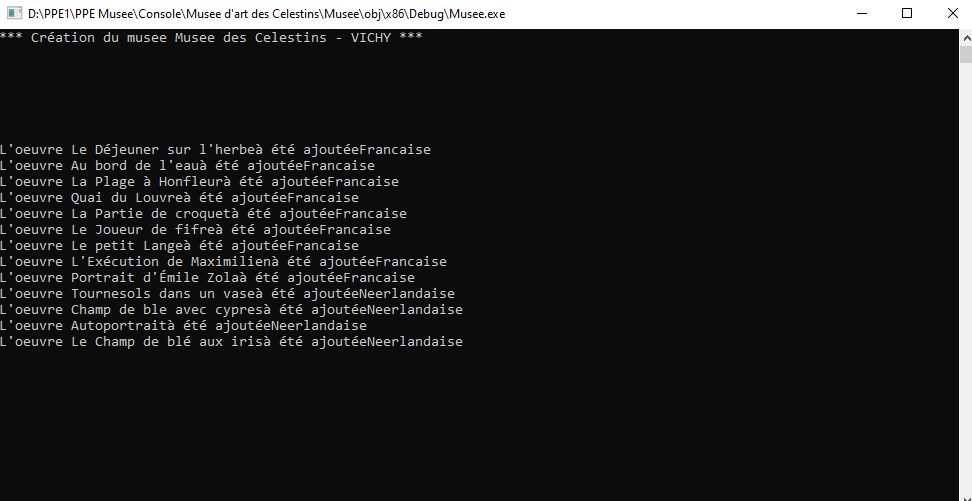 D:\PPE1\PPE Musee\Console\Musee d'art des Celestins\Musee\obj\x86\Debug\Musee.exe
*** Création du musee Musee des Celestins - VICHY ***
L'oeuvre Le Déjeuner sur l'herbeà été ajoutéeFrancaise
L'oeuvre Au bord de l'eauà été ajoutéeFrancaise
L'oeuvre La Plage à Honfleurà été ajoutéeFrancaise
L'oeuvre Quai du Louvreà été ajoutéeFrancaise
L'oeuvre La Partie de croquetà été ajoutéeFrancaise
L'oeuvre Le Joueur de fifreà été ajoutéeFrancaise
L'oeuvre Le petit Langeà été ajoutéeFrancaise
L'oeuvre L'Exécution de Maximilienà été ajoutéeFrancaise
L'oeuvre Portrait d'Émile Zolaà été ajoutéeFrancaise
L'oeuvre Tournesols dans un vaseà été ajoutéeNeerlandaise
L'oeuvre Champ de ble avec cypresà été ajoutéeNeerlandaise
L'oeuvre Autoportraità été ajoutéeNeerlandaise
L'oeuvre Le Champ de blé aux irisà été ajoutéeNeerlandaise